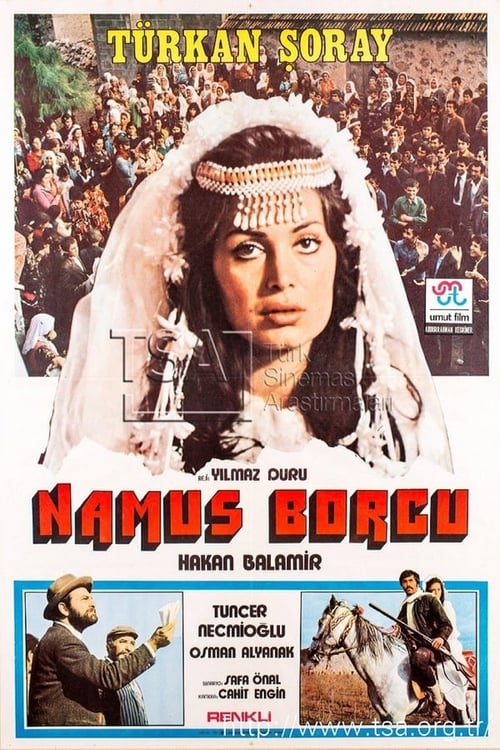 TÜRKAN ŞORAY
umut film
TSA
Türk
Sineması
Araştırmaları
REJİ: YILMAZ DURU
NAMUS BORCU
HAKAN BALAMİR
TUNCER
NECMİOĞLU
OSMAN ALYANAK
SENARYO: SAFA ÖNAL
KAMERA: CAHİT ENGİN
RENKLİ
http://www.tsa.org.tr/